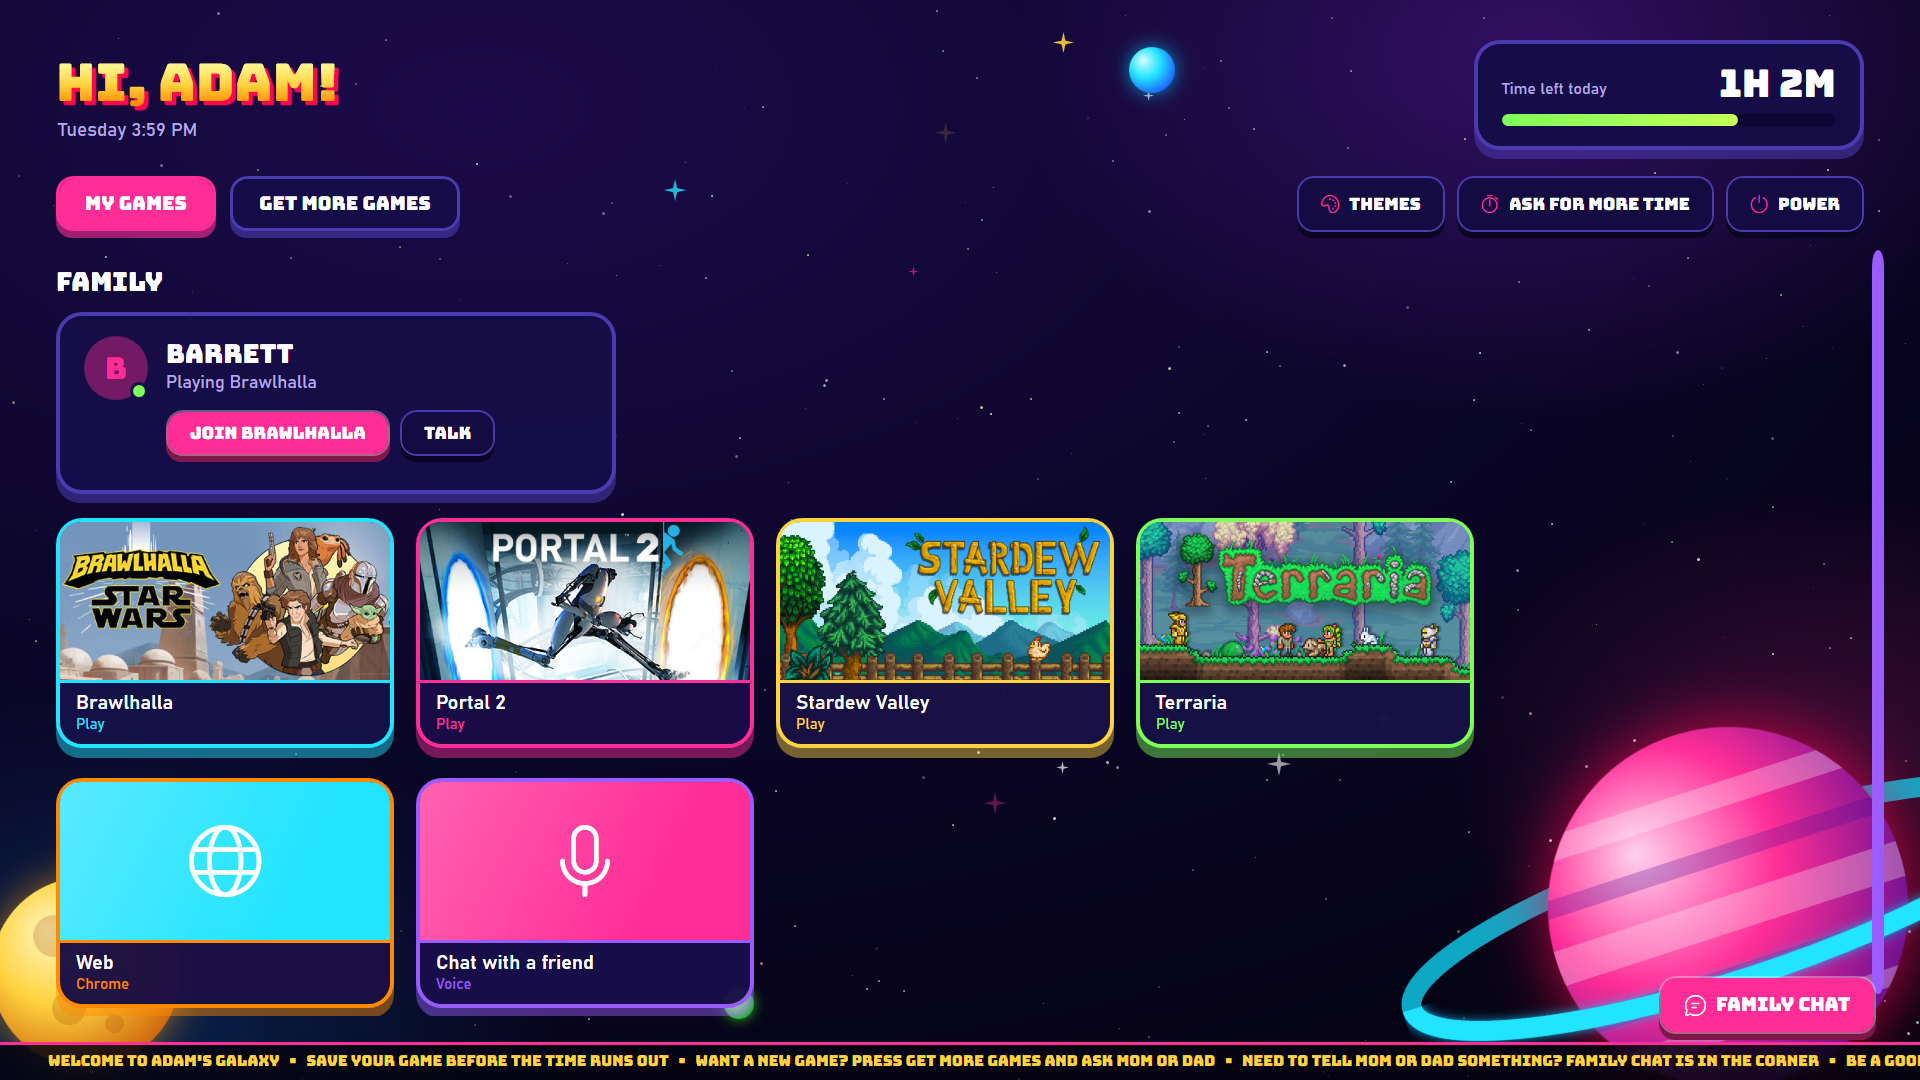 HI, ADAM!
Tuesday 3:59 PM
Time left today
1H 2M
MY GAMES
GET MORE GAMES
THEMES
ASK FOR MORE TIME
POWER
FAMILY
B
BARRETT
Playing Brawlhalla
JOIN BRAWLHALLA
TALK
BRAWLHALLA
STAR
WARS
PORTAL 2
STARDEW
VALLEY
Terraria
Brawlhalla
Play
Portal 2
Play
Stardew Valley
Play
Terraria
Play
Web
Chrome
Chat with a friend
Voice
FAMILY CHAT
WELCOME TO ADAM'S GALAXY ▪ SAVE YOUR GAME BEFORE THE TIME RUNS OUT ▪ WANT A NEW GAME? PRESS GET MORE GAMES AND ASK MOM OR DAD ▪ NEED TO TELL MOM OR DAD SOMETHING? FAMILY CHAT IS IN THE CORNER ▪ BE A